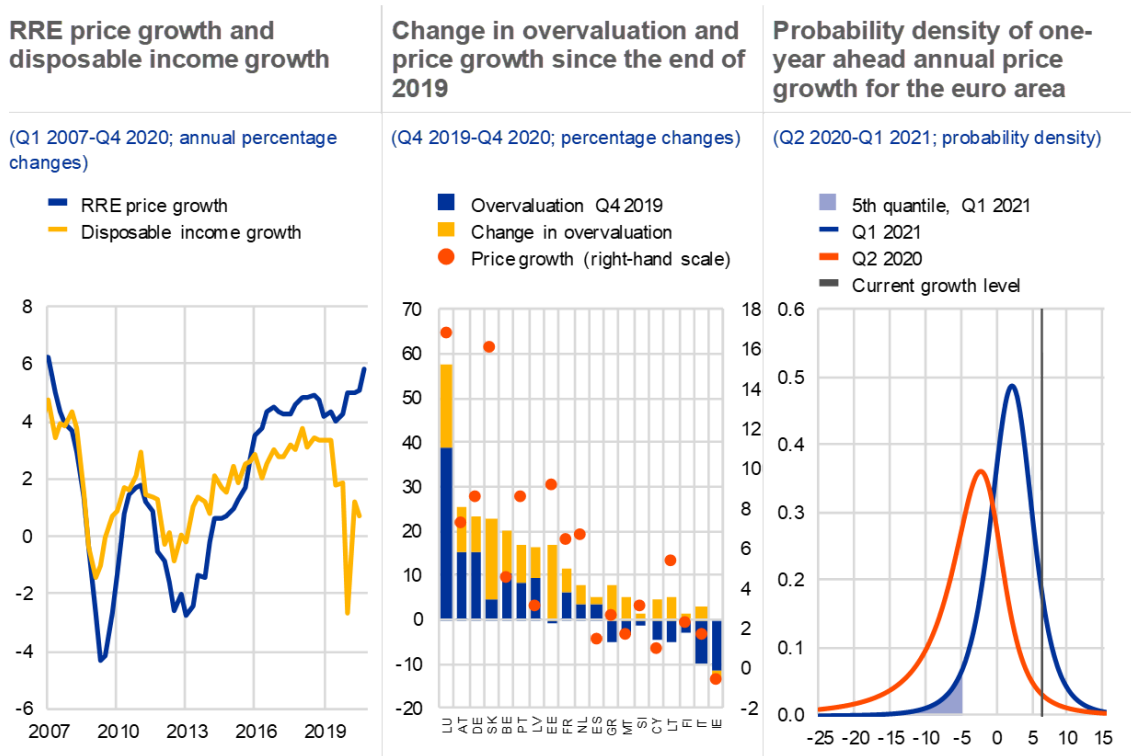 RRE price growth and
disposable income growth
(Q1 2007-Q4 2020; annual percentage
changes)
RRE price growth
Disposable income growth
8
6
4
2
0
-2
-4
-6
2007 2010 2013 2016 2019
Change in overvaluation and
price growth since the end of
2019
(Q4 2019-Q4 2020; percentage changes)
Overvaluation Q4 2019
Change in overvaluation
Price growth (right-hand scale)
70
60
50
40
30
20
10
0
-10
-20
18
16
14
12
10
8
6
4
2
0
-2
LU AT DE SK BE PT LV EE FR NL ES GR MT SI CY LT FI IT IE
Probability density of one-
year ahead annual price
growth for the euro area
(Q2 2020-Q1 2021; probability density)
5th quantile, Q1 2021
Q1 2021
Q2 2020
Current growth level
0.6
0.5
0.4
0.3
0.2
0.1
0.0
-25 -20 -15 -10 -5 0 5 10 15